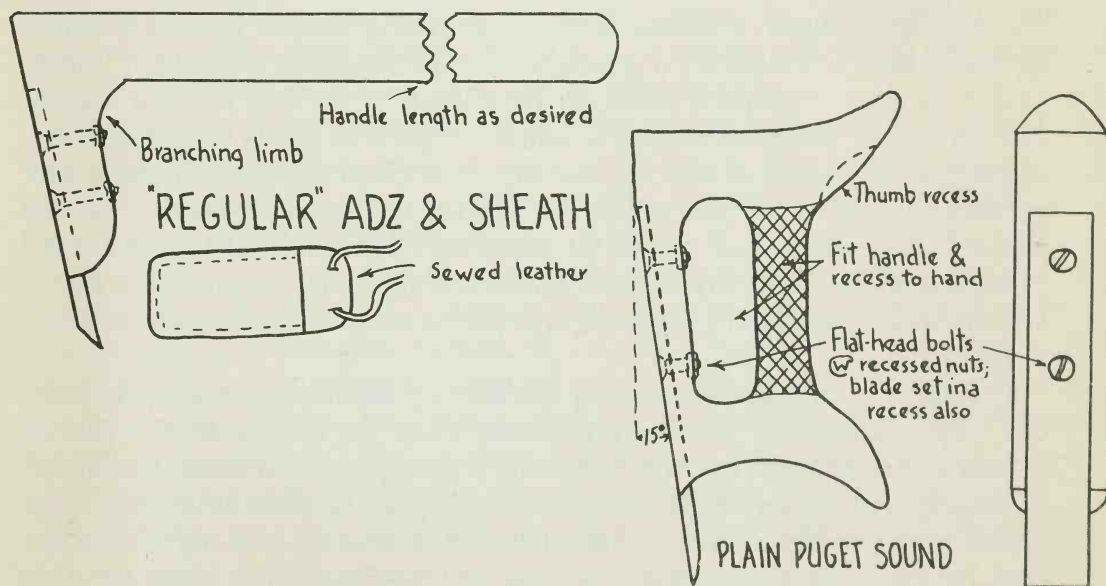 Handle length as desired
Branching limb
"REGULAR" ADZ & SHEATH
Sewed leather
Thumb recess
Fit handle &
recess to hand
Flat-head bolts
w recessed nuts;
blade set in a
recess also
15°
PLAIN PUGET SOUND